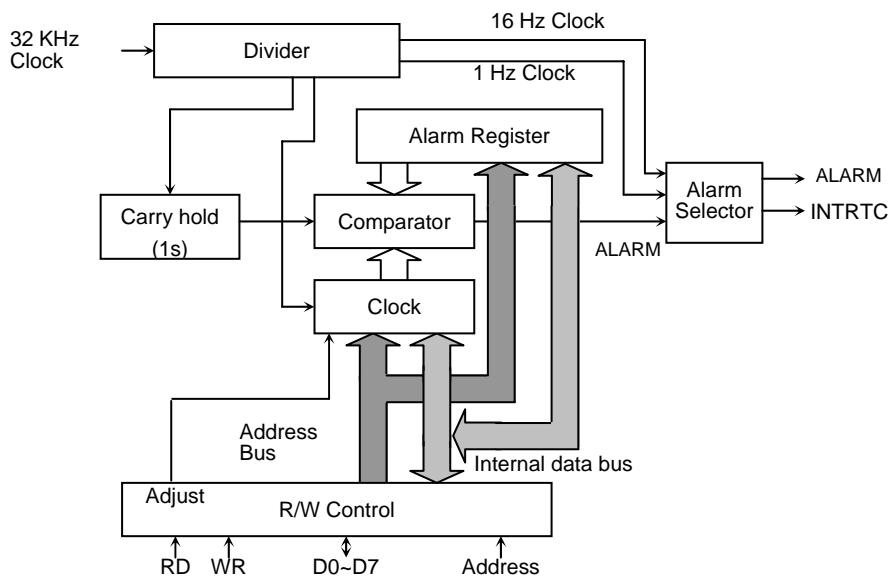 16 Hz Clock
32 KHz
Clock
Divider
1 Hz Clock
Alarm Register
Carry hold
(1s)
Comparator
Alarm
Selector
ALARM
INTRTC
ALARM
Clock
Address
Bus
Internal data bus
Adjust
R/W Control
RD
WR
D0~D7
Address